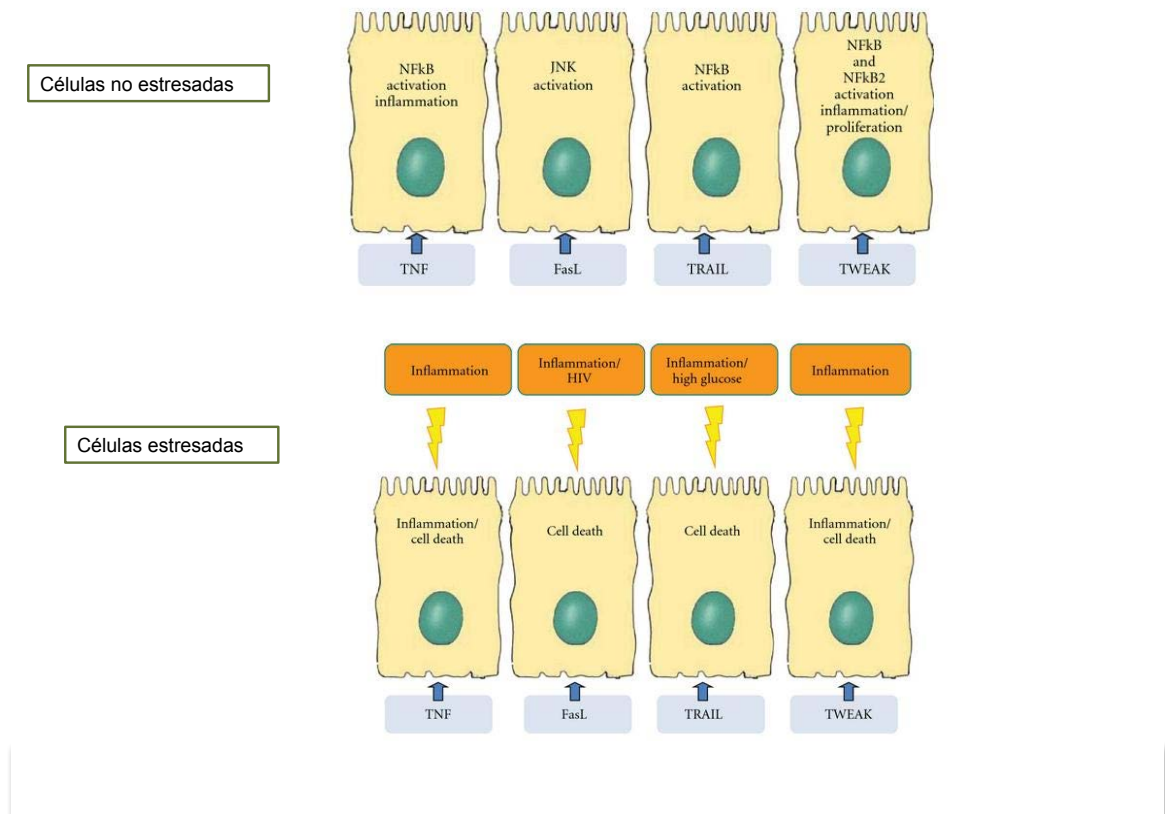 Células no estresadas
NFkB
activation
inflammation
JNK
activation
NFkB
activation
NFkB
and
NFkB2
activation
inflammation/
proliferation
TNF
FasL
TRAIL
TWEAK
Inflammation
Inflammation/
HIV
Inflammation/
high glucose
Inflammation
Células estresadas
Inflammation/
cell death
Cell death
Cell death
Inflammation/
cell death
TNF
FasL
TRAIL
TWEAK